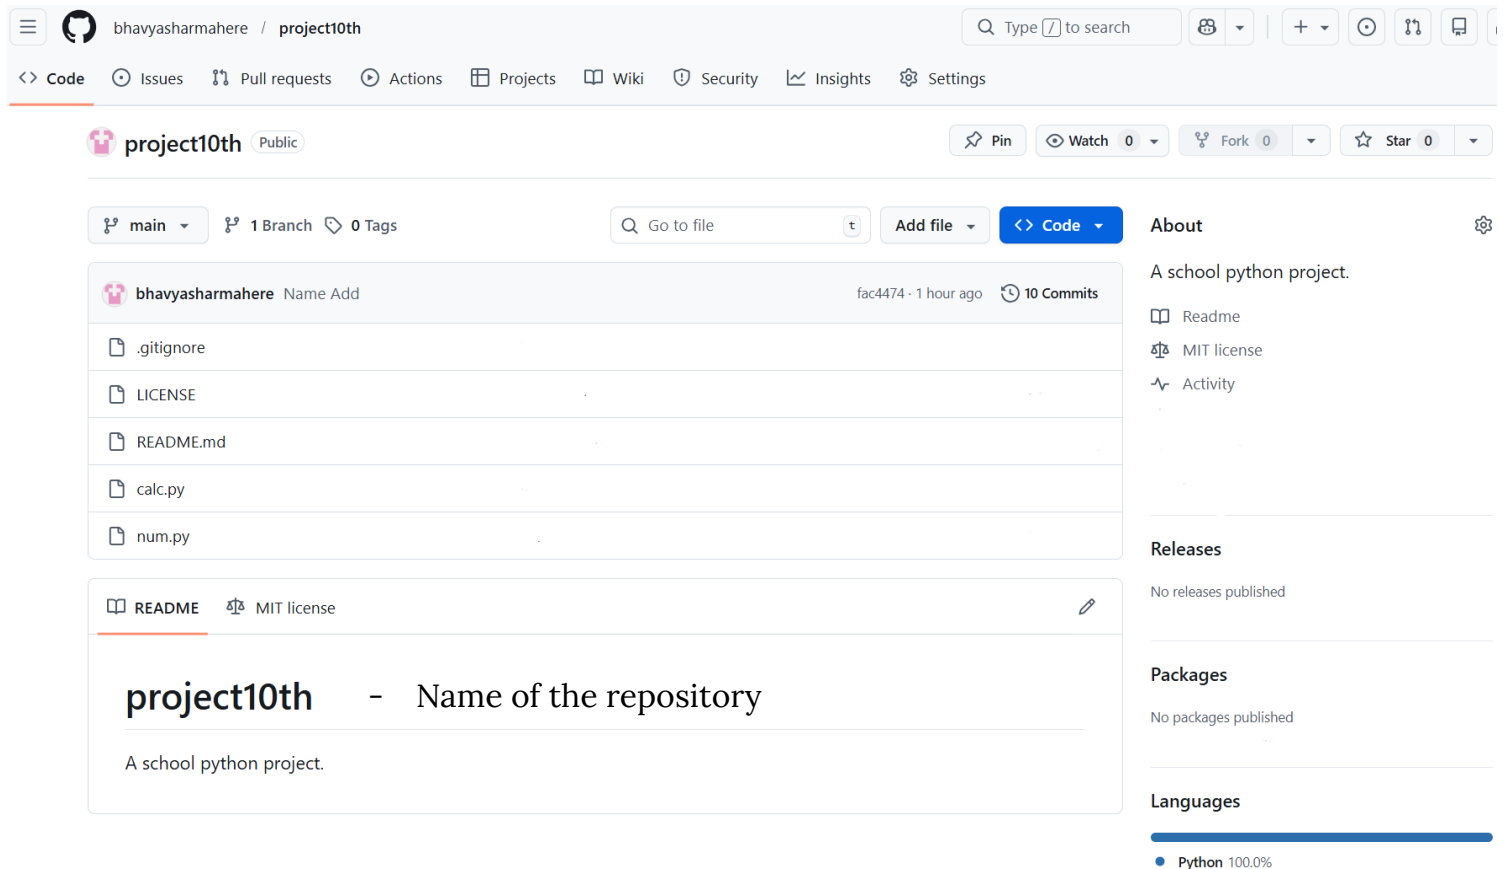 bhavyasharmahere / project10th
Type / to search
Code Issues Pull requests Actions Projects Wiki Security Insights Settings
project10th Public
Pin Watch 0 Fork 0 Star 0
main 1 Branch 0 Tags Go to file t Add file Code
bhavyasharmahere Name Add fac4474 · 1 hour ago 10 Commits
.gitignore
LICENSE
README.md
calc.py
num.py
README MIT license
project10th - Name of the repository
A school python project.
About
A school python project.
Readme
MIT license
Activity
Releases
No releases published
Packages
No packages published
Languages
Python 100.0%